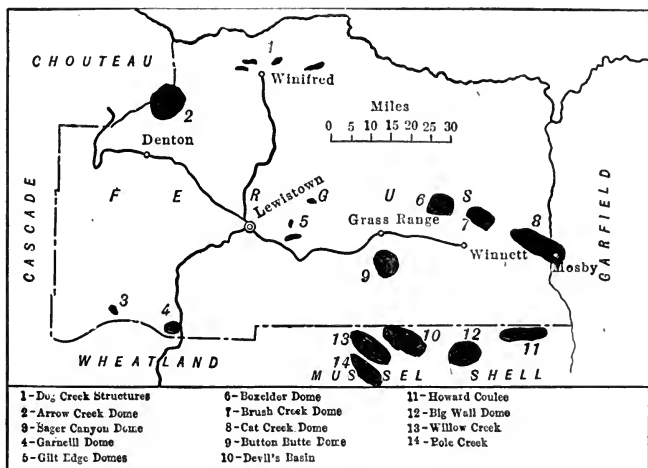 CHOUTEAU
1
Winifred
2
Miles
0 5 10 15 20 25 30
Denton
F E R G U S
CASCADE
GARFIELD
Lewistown
5
6
7
8
Grass Range
Winnett
Mosby
9
3
4
WHEATLAND
13
10
12
11
14
MUSSEL SHELL
1-Dog Creek Structures
2-Arrow Creek Dome
3-Sager Canyon Dome
4-Garneill Dome
5-Gilt Edge Domes
6-Boxelder Dome
7-Brush Creek Dome
8-Cat Creek Dome
9-Button Butte Dome
10-Devil's Basin
11-Howard Coulee
12-Big Wall Dome
13-Willow Creek
14-Pole Creek